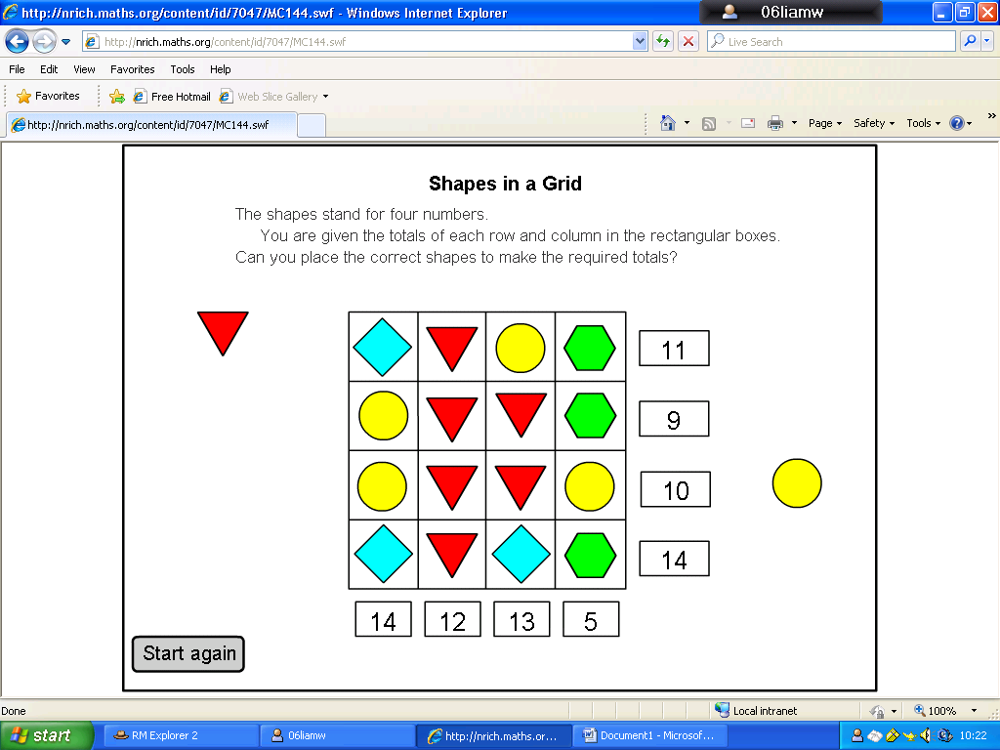 http://nrich.maths.org/content/id/7047/MC144.swf - Windows Internet Explorer
06liamw
http://nrich.maths.org/content/id/7047/MC144.swf
Live Search
File Edit View Favorites Tools Help
Favorites Free Hotmail Web Slice Gallery
http://nrich.maths.org/content/id/7047/MC144.swf
Page Safety Tools »
Shapes in a Grid
The shapes stand for four numbers.
You are given the totals of each row and column in the rectangular boxes.
Can you place the correct shapes to make the required totals?
11
9
10
14
14 12 13 5
Start again
Done Local intranet 100%
start RM Explorer 2 06liamw http://nrich.maths.or... Document1 - Microsof... 10:22